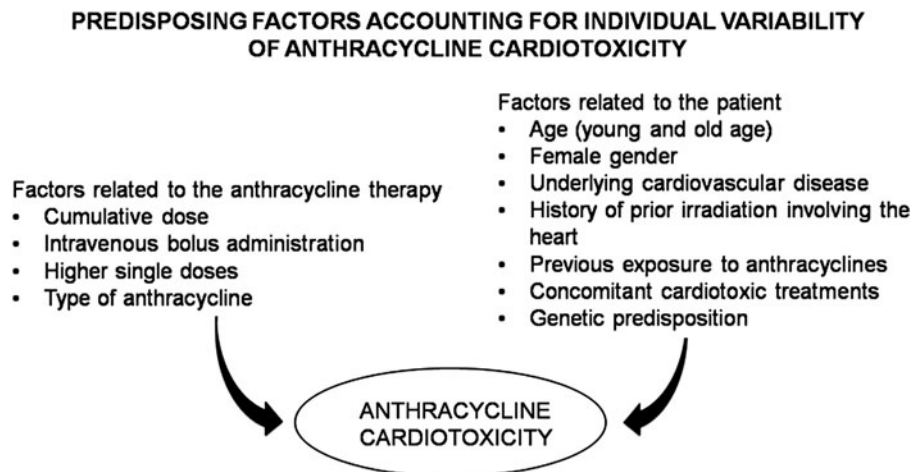 PREDISPOSING FACTORS ACCOUNTING FOR INDIVIDUAL VARIABILITY
OF ANTHRACYCLINE CARDIOTOXICITY
Factors related to the anthracycline therapy
• Cumulative dose
• Intravenous bolus administration
• Higher single doses
• Type of anthracycline
Factors related to the patient
• Age (young and old age)
• Female gender
• Underlying cardiovascular disease
• History of prior irradiation involving the
heart
• Previous exposure to anthracyclines
• Concomitant cardiotoxic treatments
• Genetic predisposition
ANTHRACYCLINE
CARDIOTOXICITY